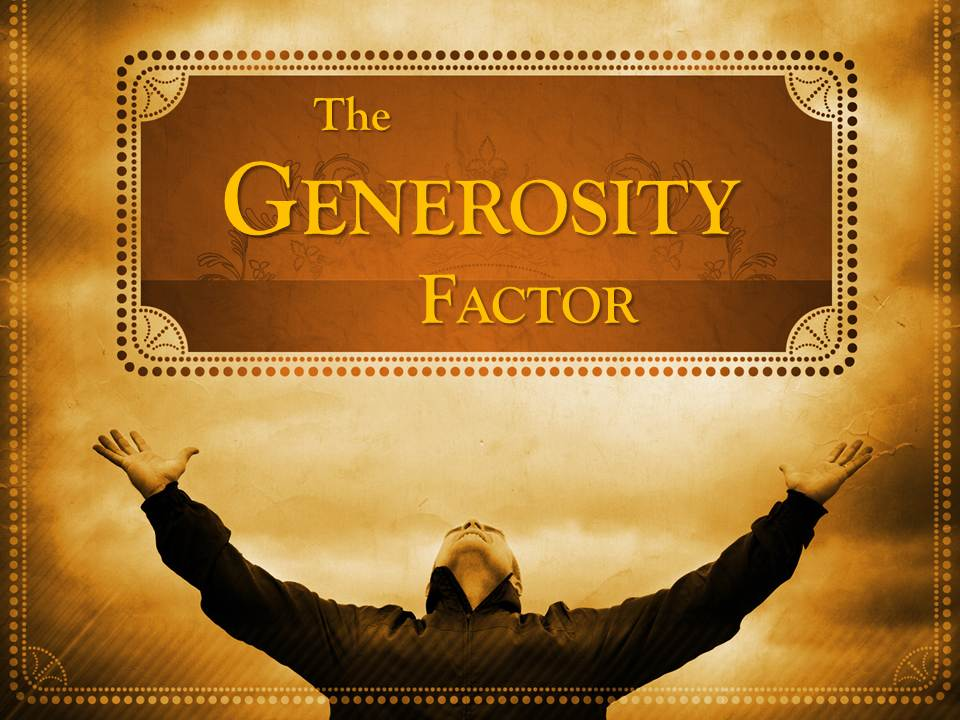 The
GENEROSITY
FACTOR